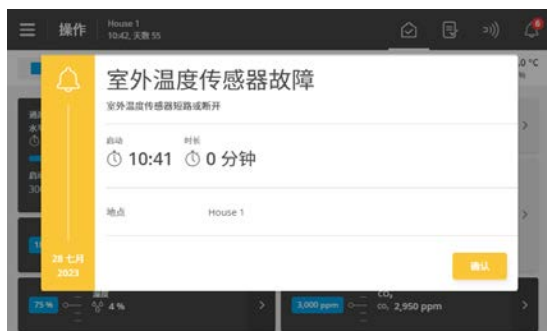 操作
House 1
10:42, 天数 55
.0 °C
%
室外温度传感器故障
室外温度传感器短路或断开
启动
时长
10:41
0 分钟
地点
House 1
28 七月
2023
确认
75 %
4 %
3,000 ppm
CO₂
CO₂ 2,950 ppm